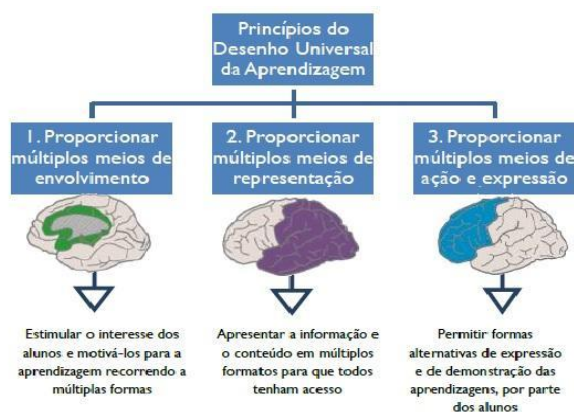 Princípios do
Desenho Universal
da Aprendizagem
1. Proporcionar
múltiplos meios de
envolvimento
2. Proporcionar
múltiplos meios de
representação
3. Proporcionar
múltiplos meios de
ação e expressão
Estimular o interesse dos
alunos e motivá-los para a
aprendizagem recorrendo a
múltiplas formas
Apresentar a informação e
o conteúdo em múltiplos
formatos para que todos
tenham acesso
Permitir formas
alternativas de expressão
e de demonstração das
aprendizagens, por parte
dos alunos